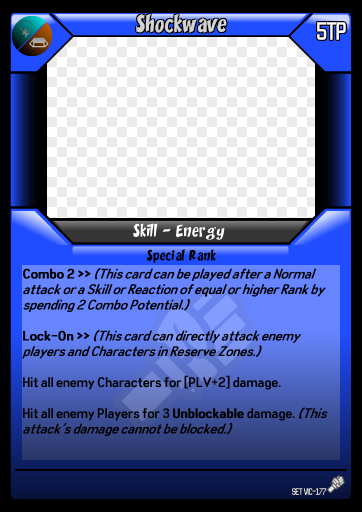 Shockwave
5TP
Skill - Energy
Special Rank
Combo 2 >> (This card can be played after a Normal
attack or a Skill or Reaction of equal or higher Rank by
spending 2 Combo Potential.)
Lock-On >> (This card can directly attack enemy
players and Characters in Reserve Zones.)
Hit all enemy Characters for [PLV+2] damage.
Hit all enemy Players for 3 Unblockable damage. (This
attack's damage cannot be blocked.)
SET VIC-177